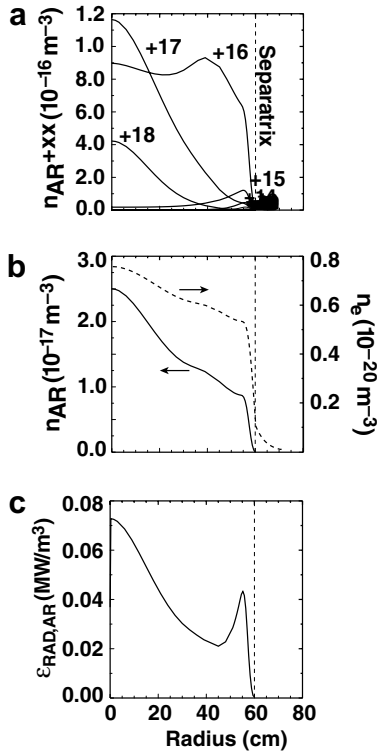 a
n_AR^+XX (10^–16 m^–3)
1.2
1.0
8.0
6.0
4.0
2.0
0.0
+17
+16
+18
+15
Separatrix
b
n_AR (10^–17 m^–3)
3.0
2.0
1.0
0.0
0.8
0.6
0.4
0.2
n_e (10^–20 m^–3)
c
ε_RAD,AR (MW/m^3)
0.08
0.06
0.04
0.02
0.00
0 20 40 60 80
Radius (cm)